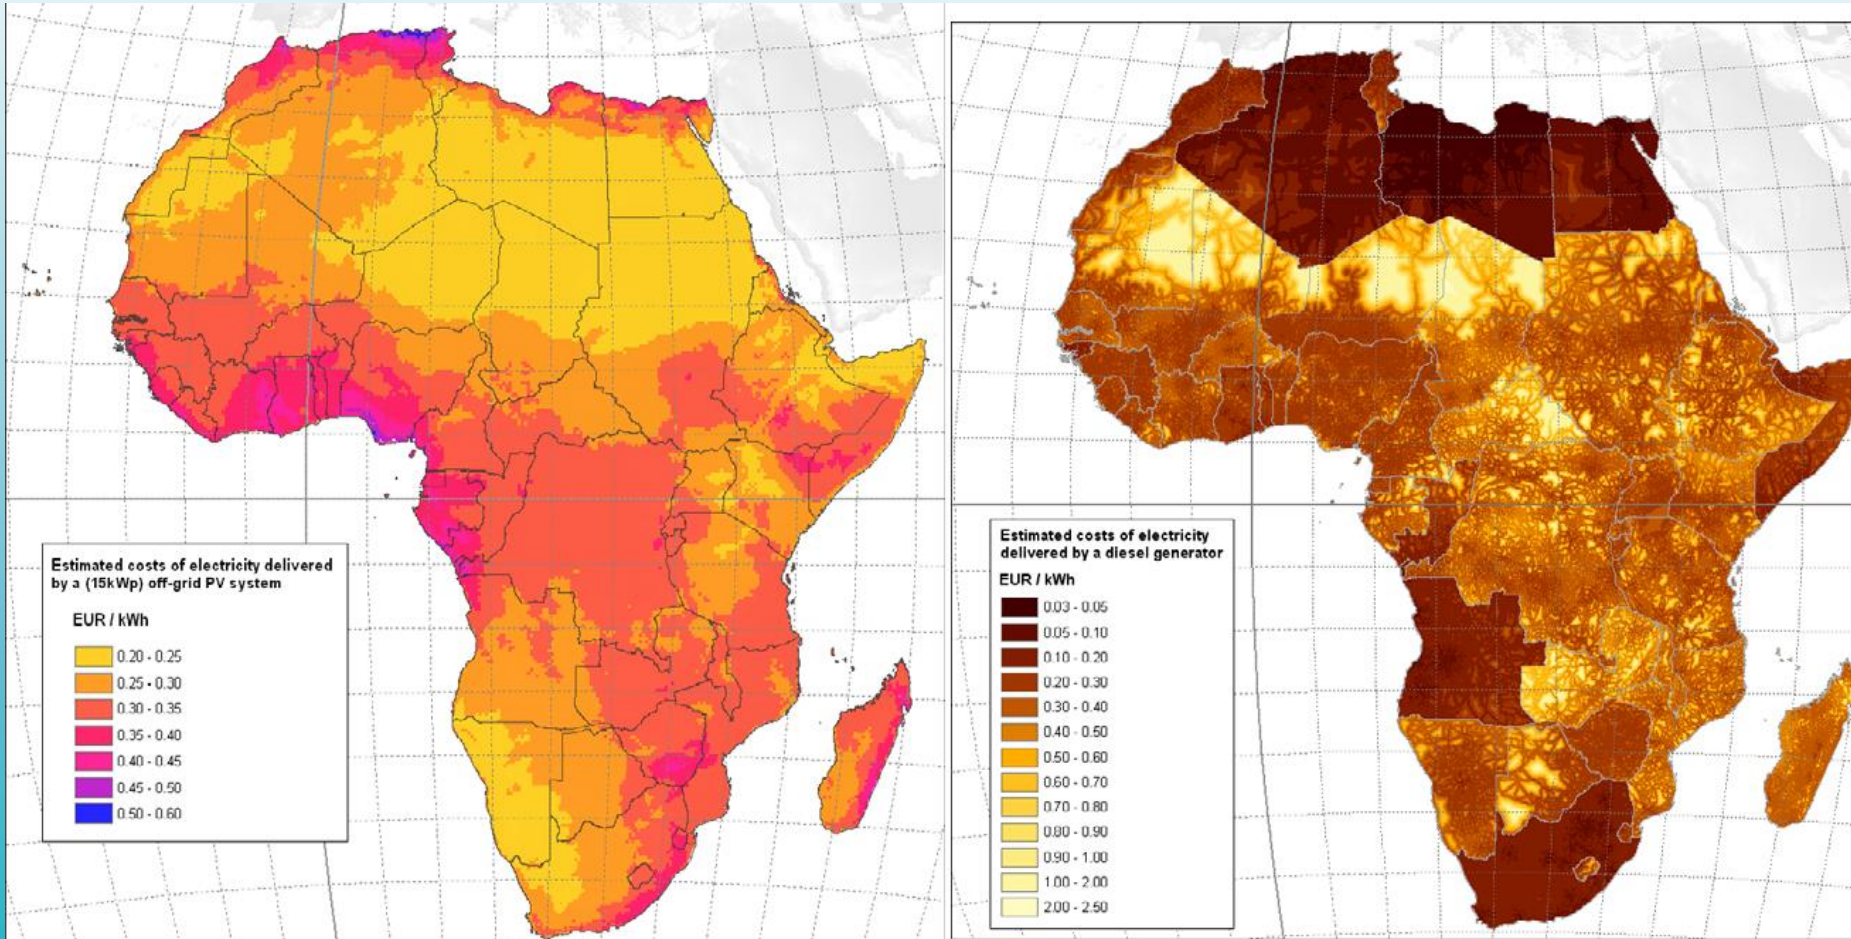 Estimated costs of electricity delivered
by a (15kWp) off-grid PV system
EUR / kWh
0.20 - 0.25
0.25 - 0.30
0.30 - 0.35
0.35 - 0.40
0.40 - 0.45
0.45 - 0.50
0.50 - 0.60
Estimated costs of electricity
delivered by a diesel generator
EUR / kWh
0.03 - 0.05
0.05 - 0.10
0.10 - 0.20
0.20 - 0.30
0.30 - 0.40
0.40 - 0.50
0.50 - 0.60
0.60 - 0.70
0.70 - 0.80
0.80 - 0.90
0.90 - 1.00
1.00 - 2.00
2.00 - 2.50